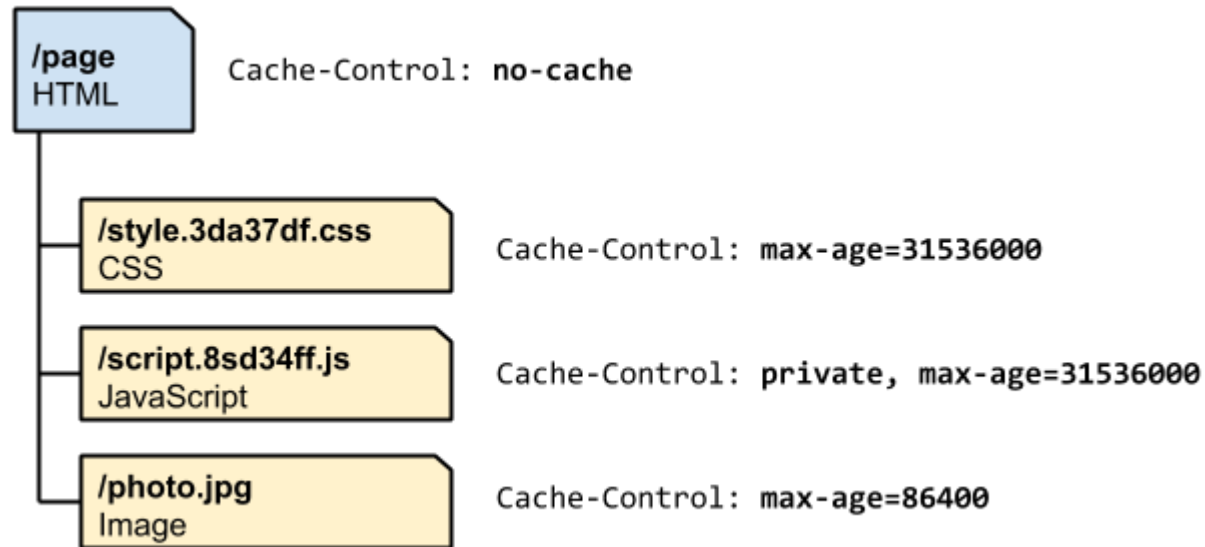 /page
HTML
Cache-Control: no-cache
/style.3da37df.css
CSS
Cache-Control: max-age=31536000
/script.8sd34ff.js
JavaScript
Cache-Control: private, max-age=31536000
/photo.jpg
Image
Cache-Control: max-age=86400